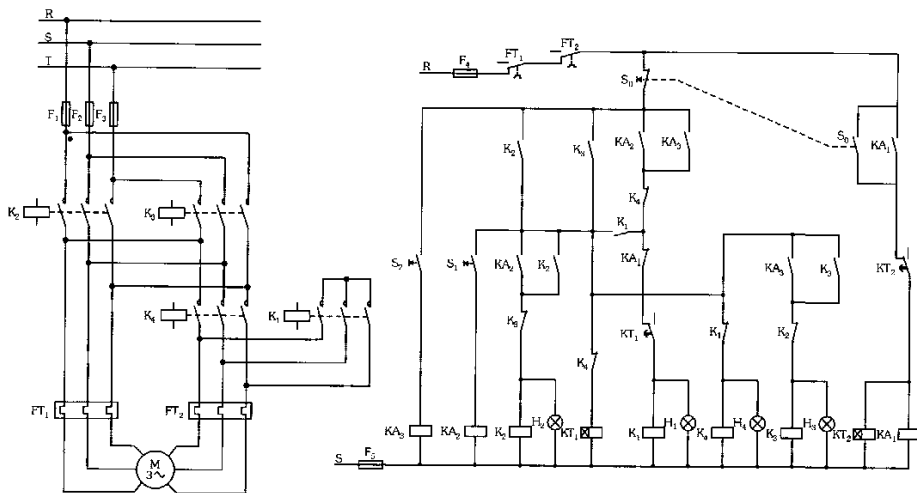 R
S
T
F₁ F₂ F₃
K₂
K₃
K₄
K₁
FT₁
FT₂
M
3∿
R
F₄
FT₁
FT₂
S₀
K₂
K₃
KA₂
KA₃
S₀
KA₁
K₄
K₁
S₂
S₁
KA₂
K₂
KA₁
KA₃
K₃
KT₂
K₃
KT₁
K₁
K₂
K₄
KA₃
KA₂
K₂
H₂
KT₁
K₁
H₁
K₄
H₄
K₃
H₃
KT₂
KA₁
S
F₅